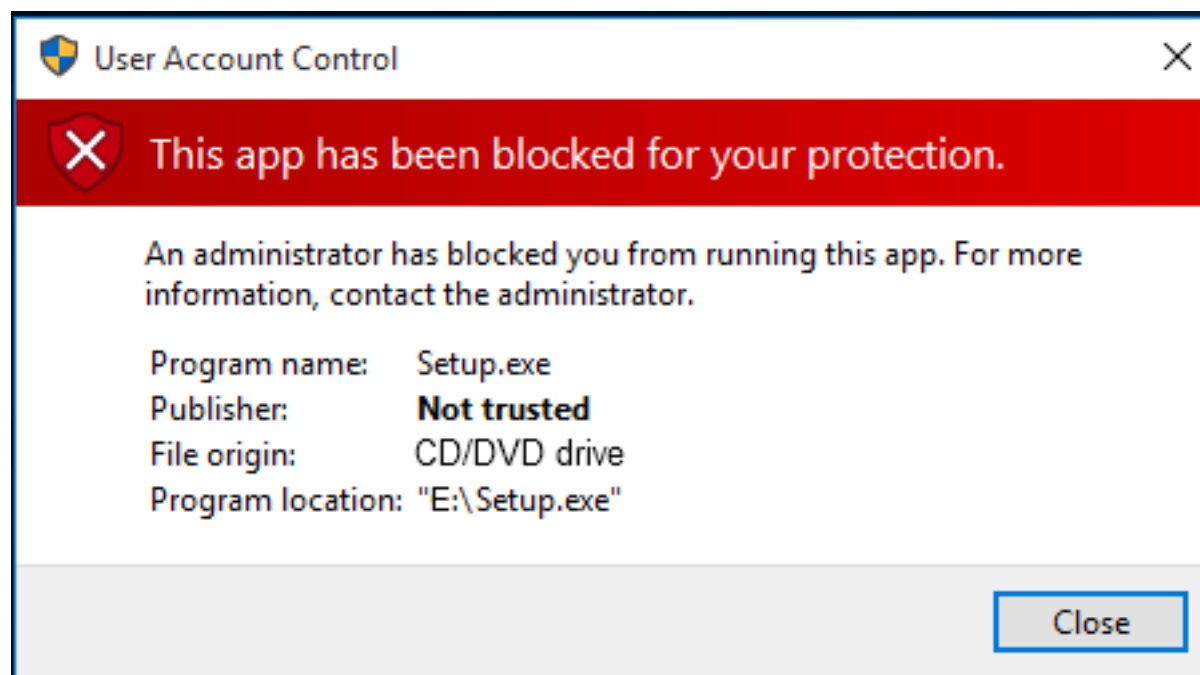 User Account Control
This app has been blocked for your protection.
An administrator has blocked you from running this app. For more
information, contact the administrator.
Program name: Setup.exe
Publisher: Not trusted
File origin: CD/DVD drive
Program location: "E:\Setup.exe"
Close